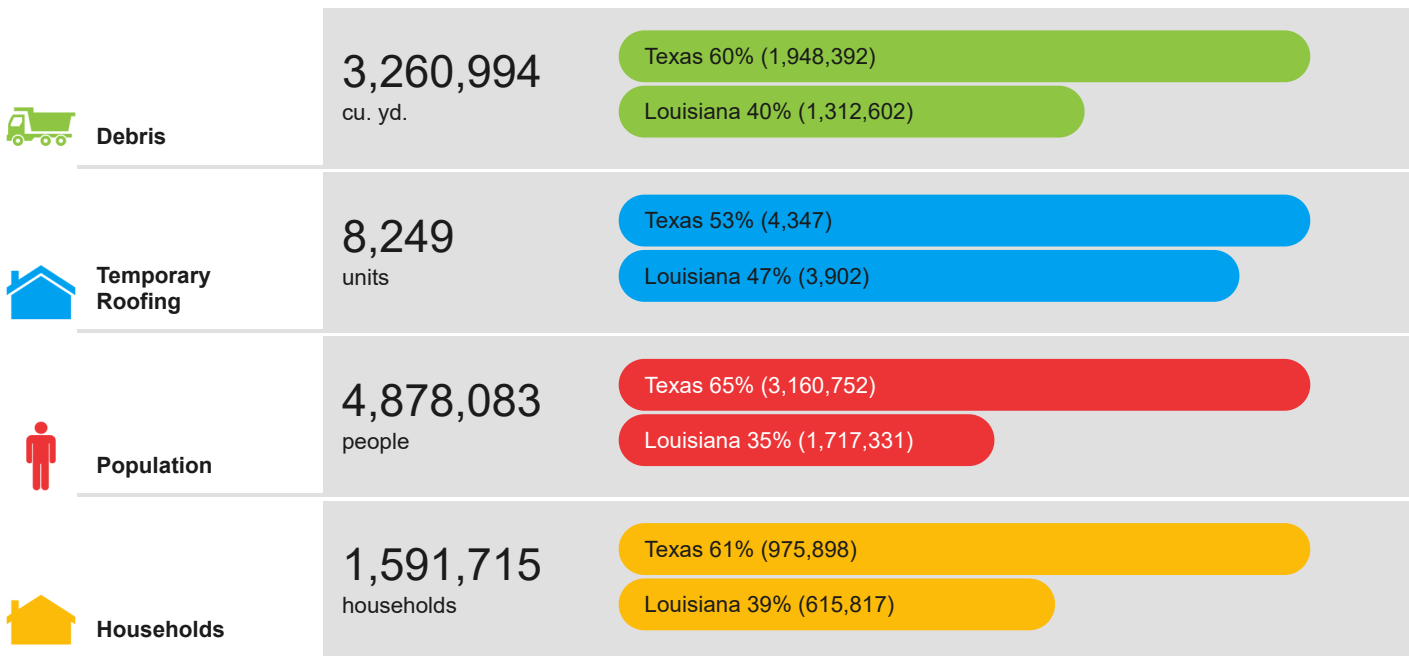 Debris
3,260,994
cu. yd.
Texas 60% (1,948,392)
Louisiana 40% (1,312,602)
Temporary
Roofing
8,249
units
Texas 53% (4,347)
Louisiana 47% (3,902)
Population
4,878,083
people
Texas 65% (3,160,752)
Louisiana 35% (1,717,331)
Households
1,591,715
households
Texas 61% (975,898)
Louisiana 39% (615,817)